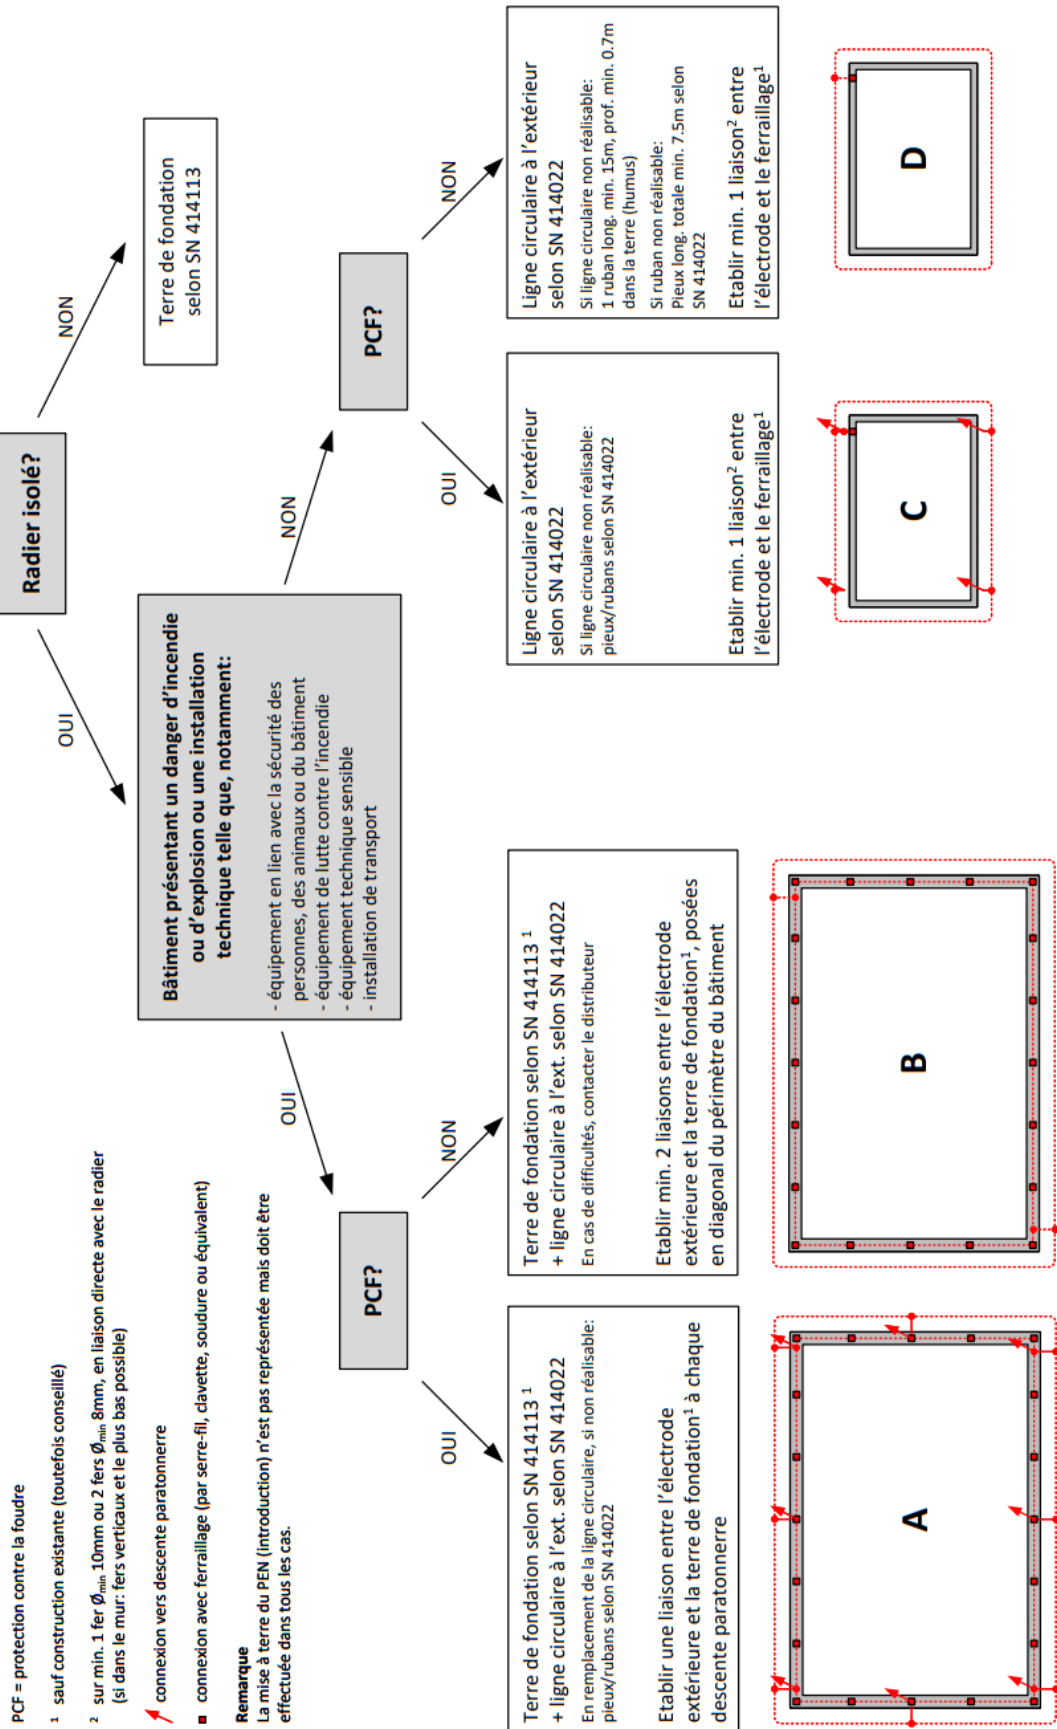 Radier isolé?
OUI
NON
Terre de fondation
selon SN 414113
Bâtiment présentant un danger d'incendie
ou d'explosion ou une installation
technique telle que, notamment:
- équipement en lien avec la sécurité des
personnes, des animaux ou du bâtiment
- équipement de lutte contre l'incendie
- équipement technique sensible
- installation de transport
OUI
NON
PCF?
OUI
NON
PCF?
OUI
NON
Terre de fondation selon SN 414113 ¹
+ ligne circulaire à l'ext. selon SN 414022
En remplacement de la ligne circulaire, si non réalisable:
pieux/rubans selon SN 414022
Etablir une liaison entre l'électrode
extérieure et la terre de fondation¹ à chaque
descente paratonnerre
A
Terre de fondation selon SN 414113 ¹
+ ligne circulaire à l'ext. selon SN 414022
En cas de difficultés, contacter le distributeur
Etablir min. 2 liaisons entre l'électrode
extérieure et la terre de fondation¹, posées
en diagonal du périmètre du bâtiment
B
Ligne circulaire à l'extérieur
selon SN 414022
Si ligne circulaire non réalisable:
pieux/rubans selon SN 414022
Etablir min. 1 liaison² entre
l'électrode et le ferraillage¹
C
Ligne circulaire à l'extérieur
selon SN 414022
Si ligne circulaire non réalisable:
1 ruban long. min. 15m, prof. min. 0.7m
dans la terre (humus)
Si ruban non réalisable:
Pieux long. totale min. 7.5m selon
SN 414022
Etablir min. 1 liaison² entre
l'électrode et le ferraillage¹
D
PCF = protection contre la foudre
¹ sauf construction existante (toutefois conseillé)
² sur min. 1 fer Ømin 10mm ou 2 fers Ømin 8mm, en liaison directe avec le radier
(si dans le mur: fers verticaux et le plus bas possible)
connexion vers descente paratonnerre
connexion avec ferraillage (par serre-fil, clavette, soudure ou équivalent)
Remarque
La mise à terre du PEN (introduction) n'est pas représentée mais doit être
effectuée dans tous les cas.